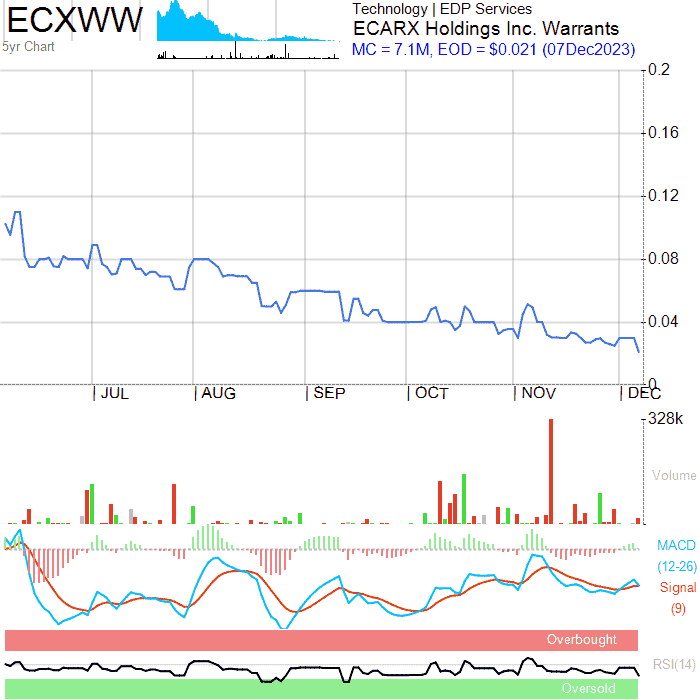 ECXWW
5yr Chart
Technology | EDP Services
ECARX Holdings Inc. Warrants
MC = 7.1M, EOD = $0.021 (07Dec2023)
0.2
0.16
0.12
0.08
0.04
0
JUL AUG SEP OCT NOV DEC
328k
Volume
MACD
(12-26)
Signal
(9)
Overbought
RSI(14)
Oversold